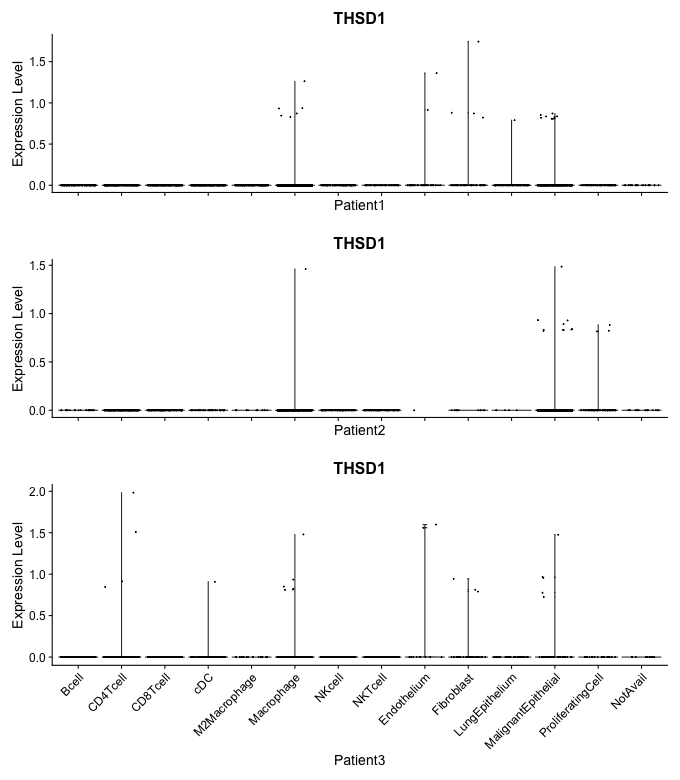 THSD1
Expression Level
1.5
1.0
0.5
0.0
Patient1
THSD1
Expression Level
1.5
1.0
0.5
0.0
Patient2
THSD1
Expression Level
2.0
1.5
1.0
0.5
0.0
Bcell
CD4Tcell
CD8Tcell
cDC
M2Macrophage
Macrophage
NKcell
NKTcell
Endothelium
Fibroblast
LungEpithelium
MalignantEpithelial
ProliferatingCell
NotAvail
Patient3